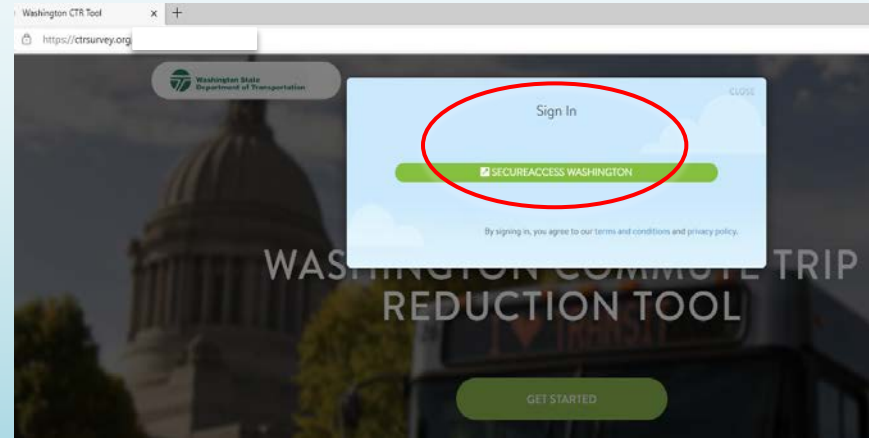 Washington CTR Tool x +
https://ctrsurvey.org
Washington State
Department of Transportation
CLOSE
Sign In
SECUREACCESS WASHINGTON
By signing in, you agree to our terms and conditions and privacy policy.
WASHINGTON COMMUTE TRIP
REDUCTION TOOL
GET STARTED